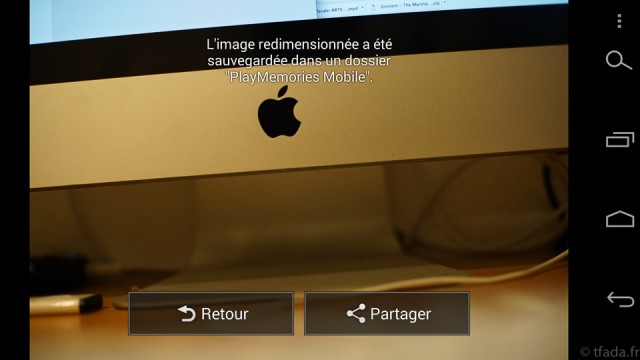 L'image redimensionnée a été
sauvegardée dans un dossier
"PlayMemories Mobile".
Retour
Partager
© tfada.fr